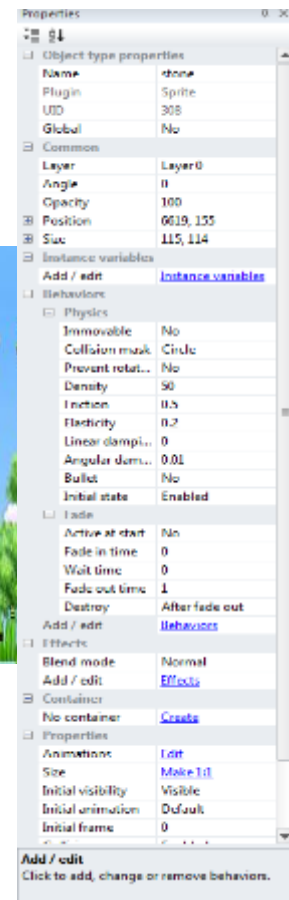 Properties
Object type properties
Name stone
Plugin Sprite
UID 308
Global No
Common
Layer Layer 0
Angle 0
Opacity 100
Position 6619, 155
Size 115, 114
Instance variables
Add / edit Instance variables
Behaviors
Physics
Immovable No
Collision mask Circle
Prevent rotat... No
Density 50
Friction 0.5
Elasticity 0.2
Linear dampi... 0
Angular dam... 0.01
Bullet No
Initial state Enabled
Fade
Active at start No
Fade in time 0
Wait time 0
Fade out time 1
Destroy After fade out
Add / edit Behaviors
Effects
Blend mode Normal
Add / edit Effects
Container
No container Create
Properties
Animations Edit
Size Make 1:1
Initial visibility Visible
Initial animation Default
Initial frame 0
Add / edit
Click to add, change or remove behaviors.